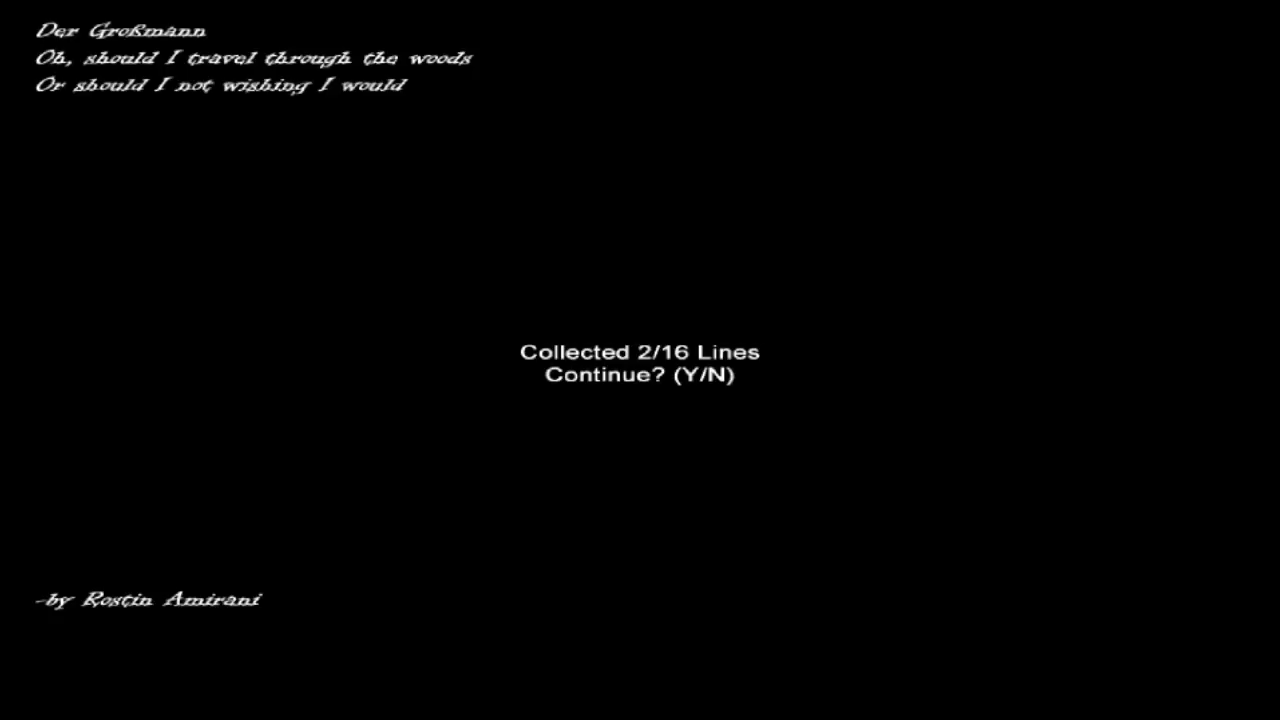 Der Großmann
Oh, should I travel through the woods
Or should I not wishing I would
Collected 2/16 Lines
Continue? (Y/N)
-by Rostin Amirani